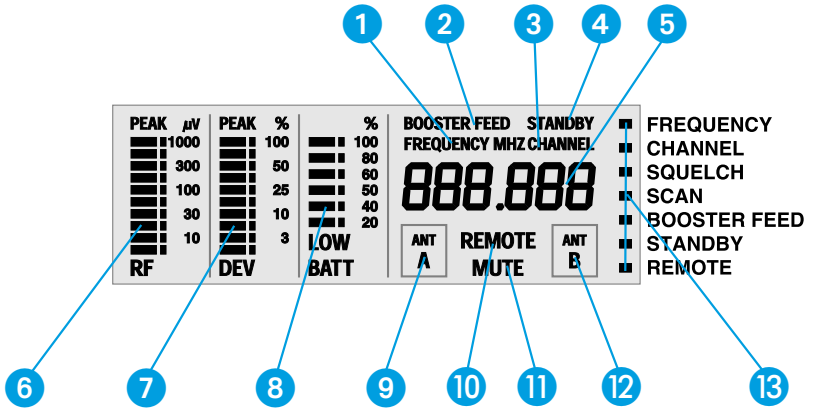 1 2 3 4 5
PEAK µV PEAK % % BOOSTER FEED STANDBY FREQUENCY
1000 100 100 FREQUENCY MHZ CHANNEL CHANNEL
80
300 50 60 SQUELCH
100 25 50 888.888 SCAN
30 10 40 BOOSTER FEED
20
10 3 LOW ANT REMOTE ANT STANDBY
RF DEV BATT A MUTE B REMOTE
6 7 8 9 10 11 12 13